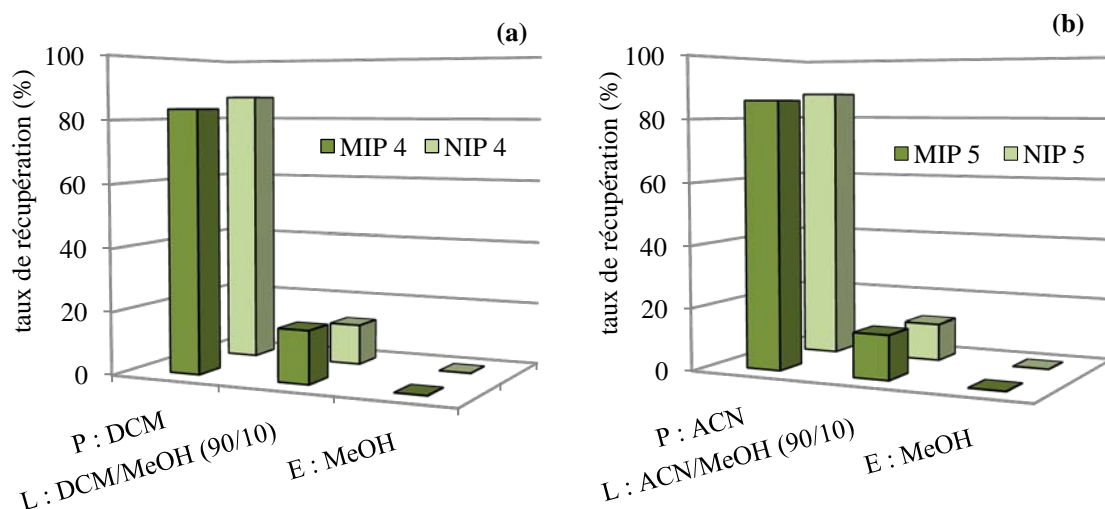 (a)
taux de récupération (%)
100
80
60
40
20
0
MIP 4 NIP 4
P : DCM
L : DCM/MeOH (90/10)
E : MeOH
(b)
taux de récupération (%)
100
80
60
40
20
0
MIP 5 NIP 5
P : ACN
L : ACN/MeOH (90/10)
E : MeOH